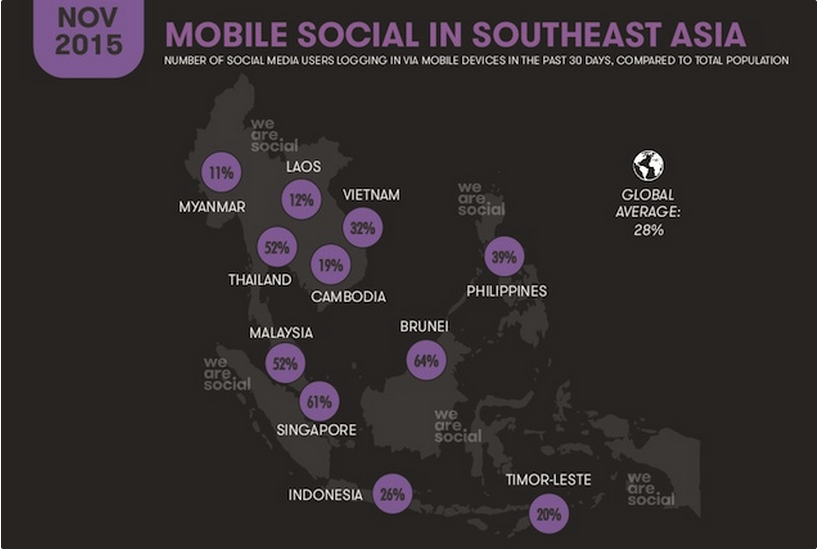 NOV
2015
MOBILE SOCIAL IN SOUTHEAST ASIA
NUMBER OF SOCIAL MEDIA USERS LOGGING IN VIA MOBILE DEVICES IN THE PAST 30 DAYS, COMPARED TO TOTAL POPULATION
we
are
social
11%
MYANMAR
LAOS
12%
VIETNAM
32%
52%
THAILAND
19%
CAMBODIA
we
are
social
39%
PHILIPPINES
GLOBAL
AVERAGE:
28%
MALAYSIA
52%
BRUNEI
64%
we
are
social
61%
SINGAPORE
we
are
social
INDONESIA
26%
TIMOR-LESTE
20%
we
are
social